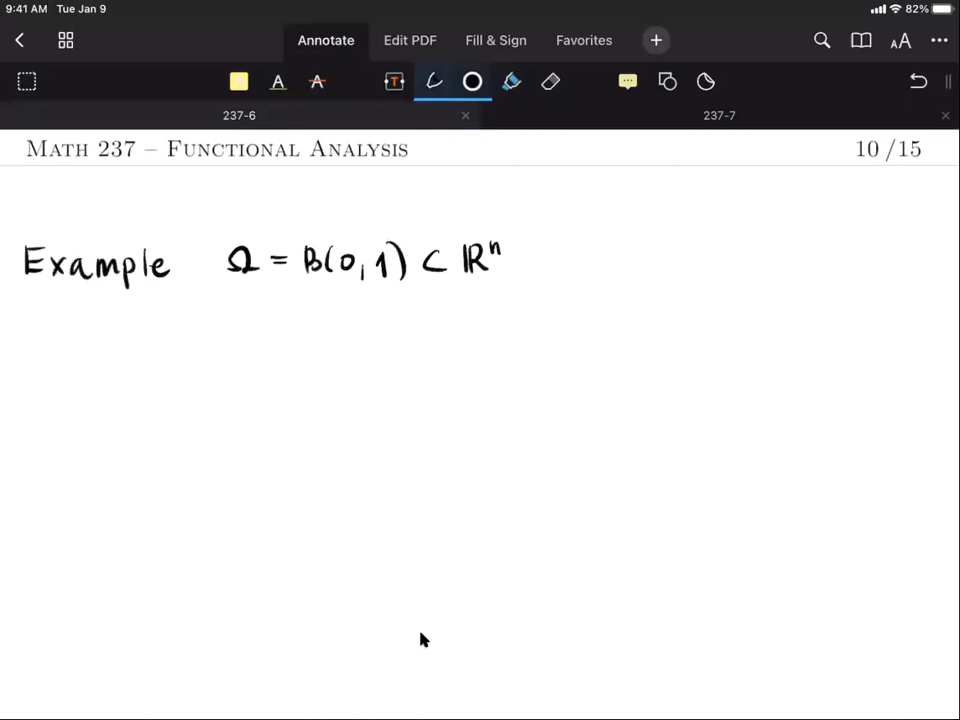 9:41 AM Tue Jan 9 82%
Annotate Edit PDF Fill & Sign Favorites + AA
A A T
237-6 237-7
MATH 237 – FUNCTIONAL ANALYSIS 10 / 15
Example Ω = B(0, 1) ⊂ ℝⁿ